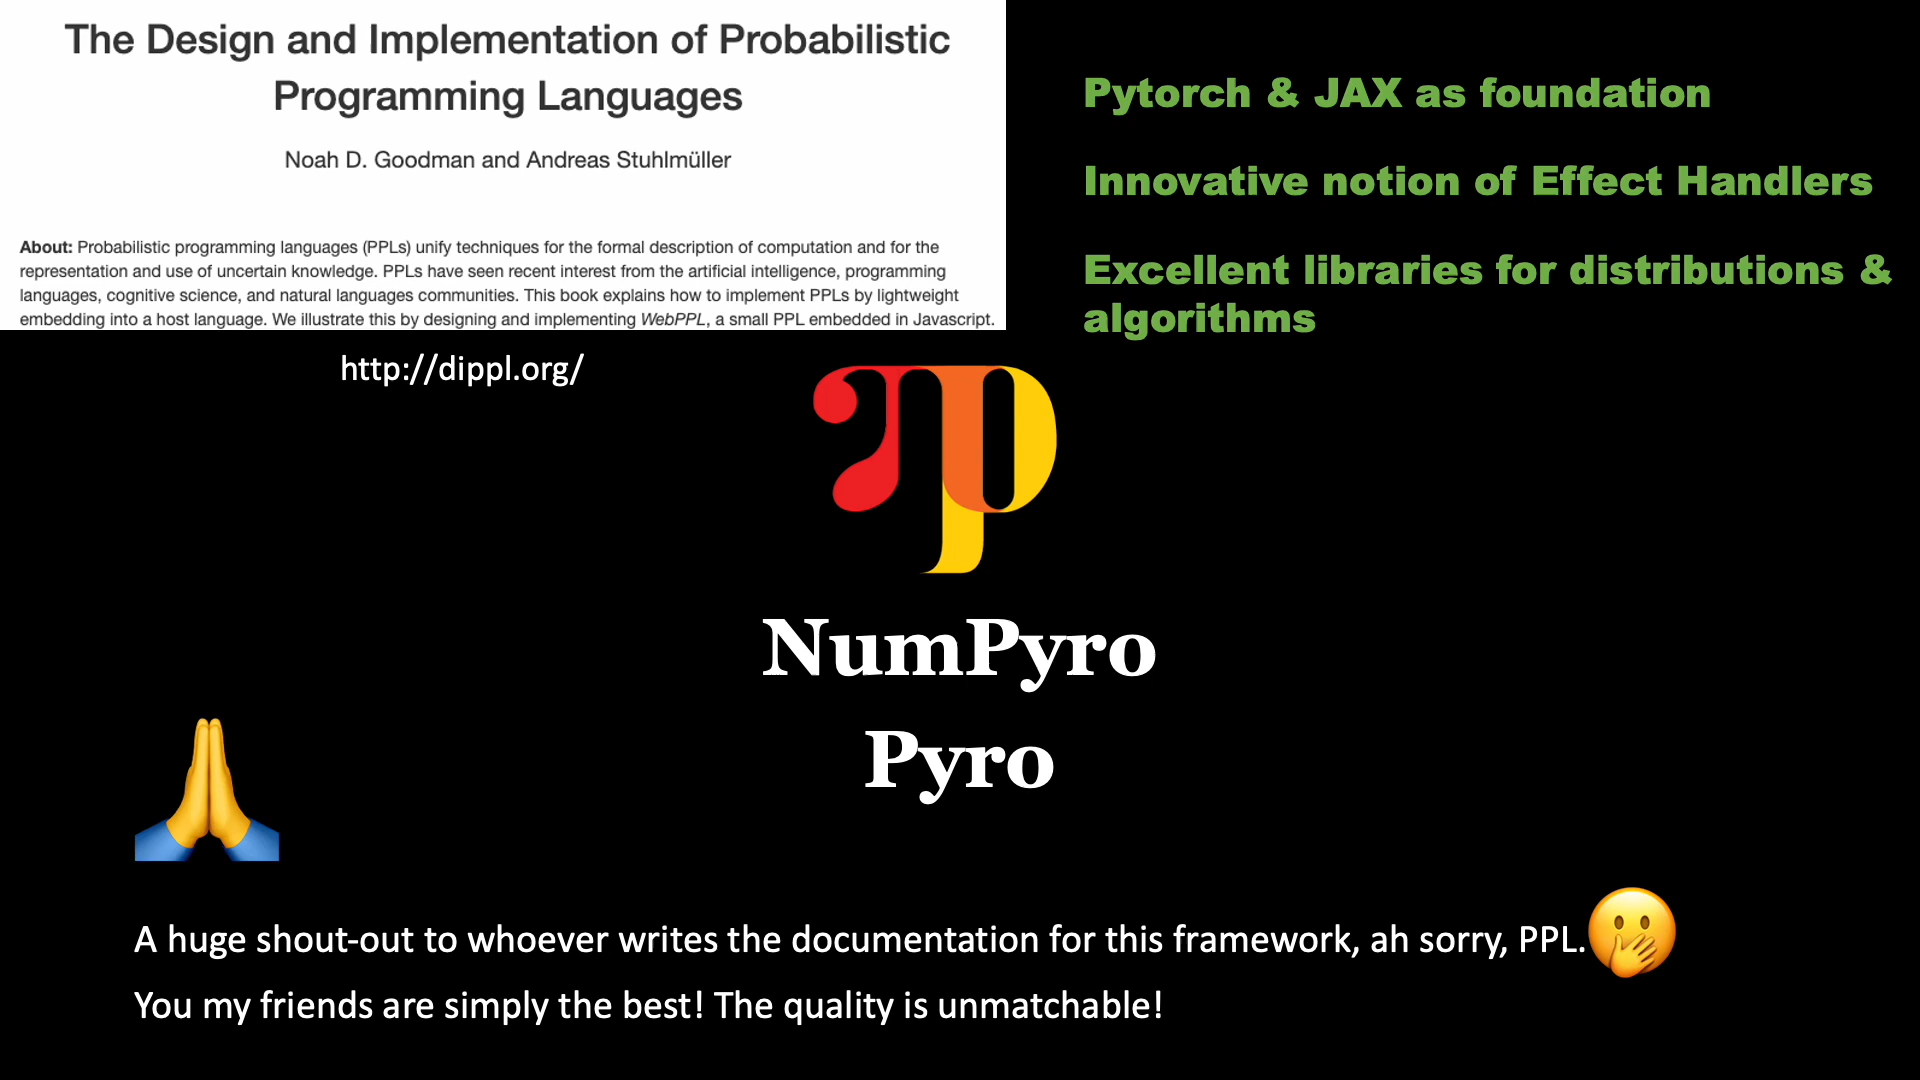 The Design and Implementation of Probabilistic
Programming Languages
Noah D. Goodman and Andreas Stuhlmüller
About: Probabilistic programming languages (PPLs) unify techniques for the formal description of computation and for the
representation and use of uncertain knowledge. PPLs have seen recent interest from the artificial intelligence, programming
languages, cognitive science, and natural languages communities. This book explains how to implement PPLs by lightweight
embedding into a host language. We illustrate this by designing and implementing WebPPL, a small PPL embedded in Javascript.
http://dippl.org/
Pytorch & JAX as foundation
Innovative notion of Effect Handlers
Excellent libraries for distributions &
algorithms
NumPyro
Pyro
A huge shout-out to whoever writes the documentation for this framework, ah sorry, PPL.
You my friends are simply the best! The quality is unmatchable!